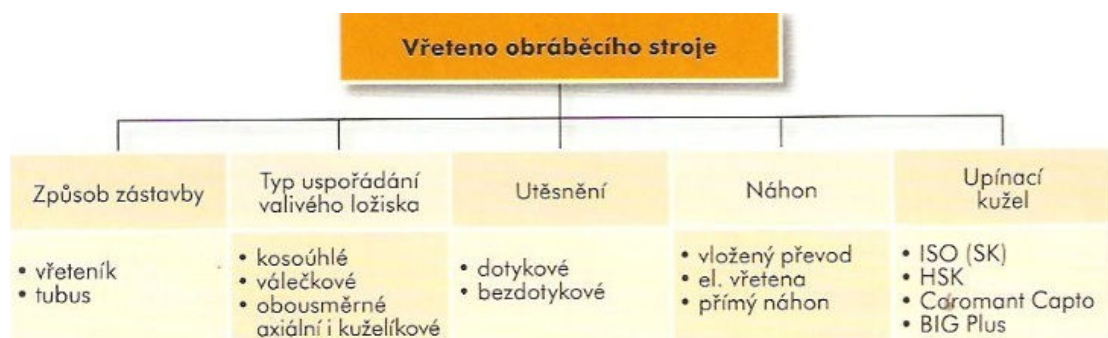 Vřeteno obráběcího stroje
Způsob zástavby
• vřeteník
• tubus
Typ uspořádání
valivého ložiska
• kosoúhlé
• válečkové
• obousměrné
axiální i kuželíkové
Utěsnění
• dotykové
• bezdotykové
Náhon
• vložený převod
• el. vřetena
• přímý náhon
Upínací
kužel
• ISO (SK)
• HSK
• Coromant Capto
• BIG Plus